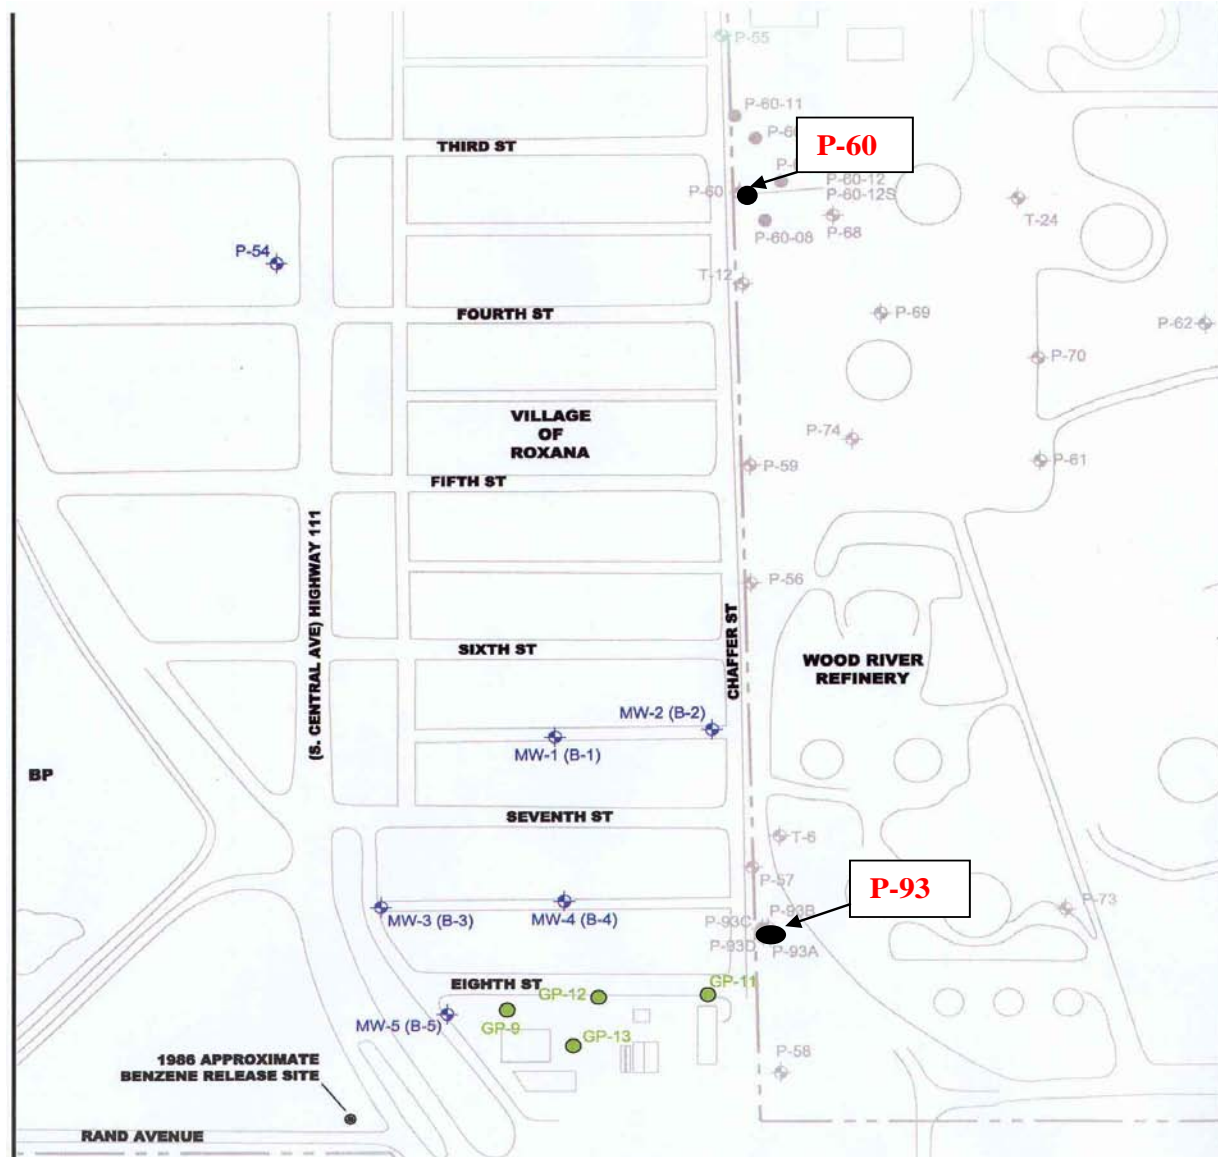 P-55
P-60-11
P-60
THIRD ST
P-60
P-60-12
P-60-12S
P-60
T-24
P-60-08
P-68
P-54
T-12
FOURTH ST
P-69
P-62
P-70
VILLAGE
OF
ROXANA
P-74
P-59
P-61
FIFTH ST
(S. CENTRAL AVE) HIGHWAY 111
P-56
CHAFFER ST
SIXTH ST
WOOD RIVER
REFINERY
MW-2 (B-2)
MW-1 (B-1)
BP
SEVENTH ST
T-6
P-57
P-93
P-73
MW-3 (B-3)
MW-4 (B-4)
P-93B
P-93C
P-93D
P-93A
EIGHTH ST
GP-11
GP-12
GP-9
MW-5 (B-5)
GP-13
P-58
1986 APPROXIMATE
BENZENE RELEASE SITE
RAND AVENUE